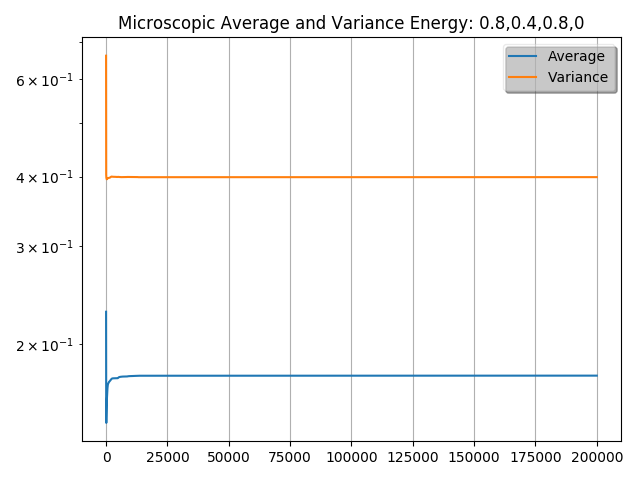 Microscopic Average and Variance Energy: 0.8,0.4,0.8,0
Average
Variance
6 × 10⁻¹
4 × 10⁻¹
3 × 10⁻¹
2 × 10⁻¹
0 25000 50000 75000 100000 125000 150000 175000 200000